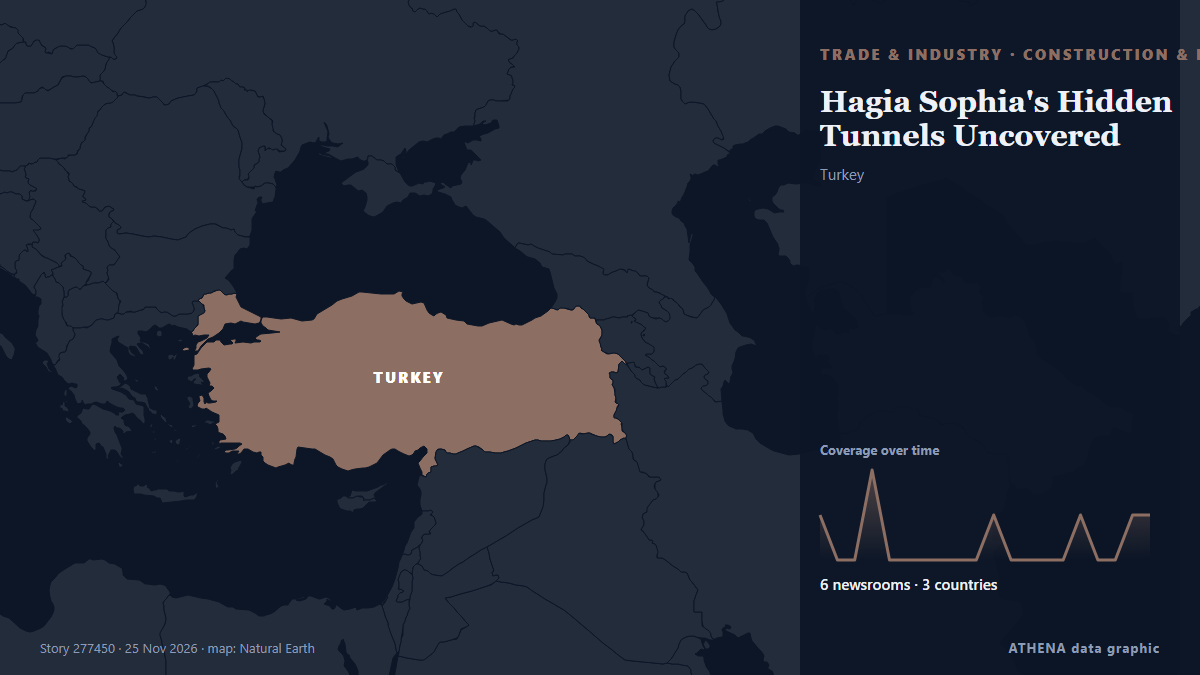 TRADE & INDUSTRY · CONSTRUCTION &
Hagia Sophia's Hidden
Tunnels Uncovered
Turkey
TURKEY
Coverage over time
6 newsrooms · 3 countries
Story 277450 · 25 Nov 2026 · map: Natural Earth
ATHENA data graphic